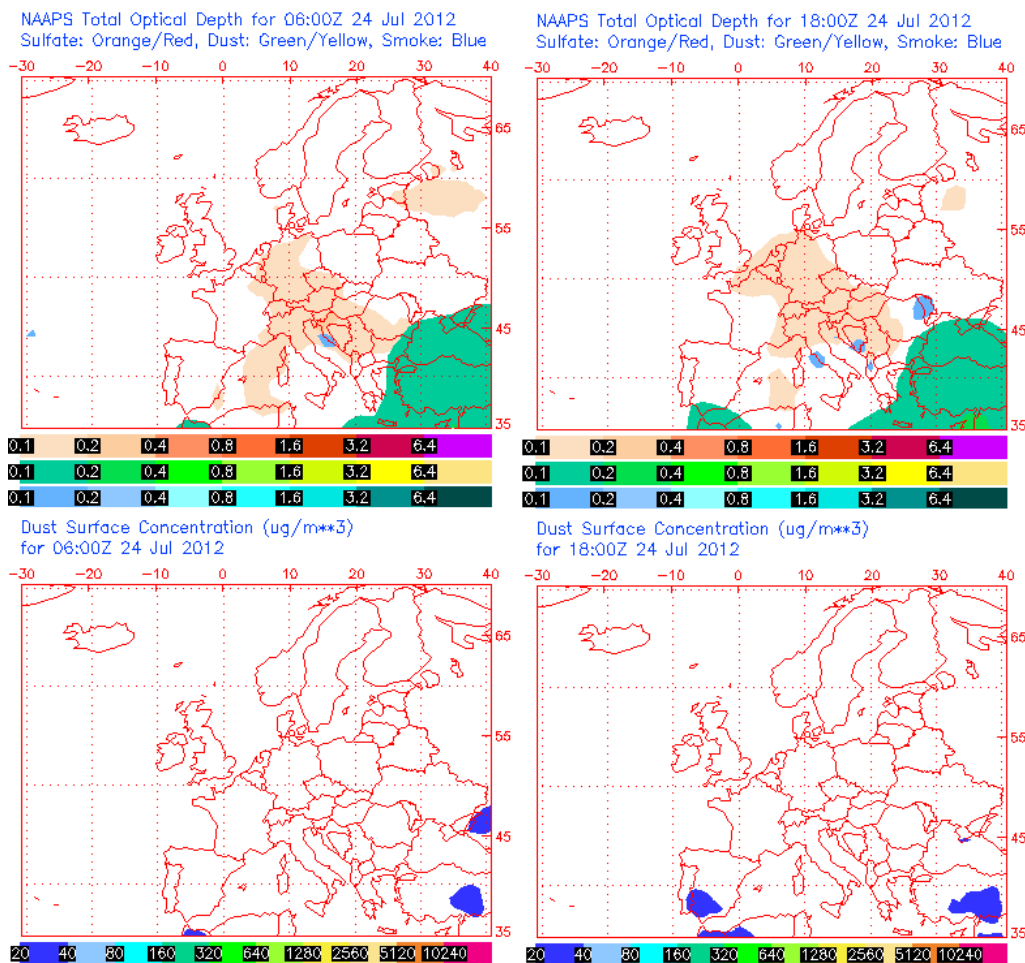 NAAPS Total Optical Depth for 06:00Z 24 Jul 2012
Sulfate: Orange/Red, Dust: Green/Yellow, Smoke: Blue
-30 -20 -10 0 10 20 30 40
65
55
45
35
0.1 0.2 0.4 0.8 1.6 3.2 6.4
0.1 0.2 0.4 0.8 1.6 3.2 6.4
0.1 0.2 0.4 0.8 1.6 3.2 6.4
NAAPS Total Optical Depth for 18:00Z 24 Jul 2012
Sulfate: Orange/Red, Dust: Green/Yellow, Smoke: Blue
-30 -20 -10 0 10 20 30 40
65
55
45
35
0.1 0.2 0.4 0.8 1.6 3.2 6.4
0.1 0.2 0.4 0.8 1.6 3.2 6.4
0.1 0.2 0.4 0.8 1.6 3.2 6.4
Dust Surface Concentration (ug/m**3)
for 06:00Z 24 Jul 2012
-30 -20 -10 0 10 20 30 40
65
55
45
35
20 40 80 160 320 640 1280 2560 5120 10240
Dust Surface Concentration (ug/m**3)
for 18:00Z 24 Jul 2012
-30 -20 -10 0 10 20 30 40
65
55
45
35
20 40 80 160 320 640 1280 2560 5120 10240